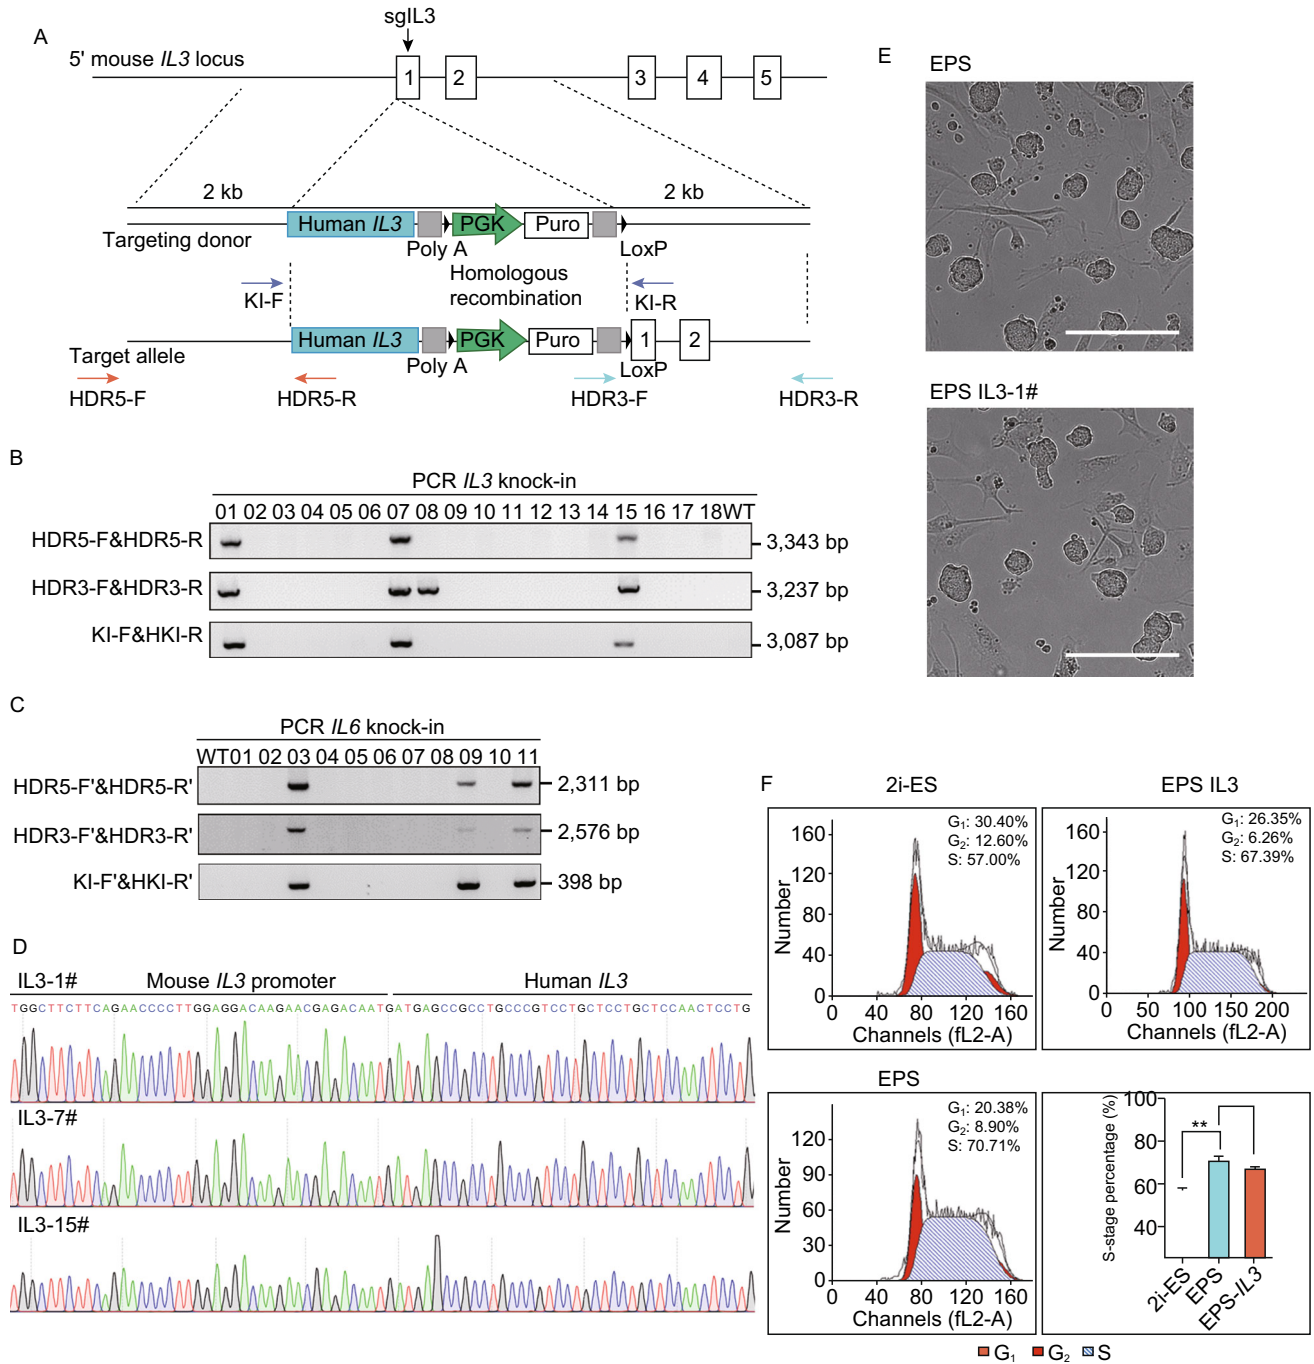 A
sgIL3
5' mouse IL3 locus
1
2
3
4
5
2 kb
2 kb
Human IL3
PGK
Puro
Targeting donor
Poly A
LoxP
Homologous
recombination
KI-F
KI-R
Human IL3
PGK
Puro
1
2
Target allele
Poly A
LoxP
HDR5-F
HDR5-R
HDR3-F
HDR3-R
B
PCR IL3 knock-in
01 02 03 04 05 06 07 08 09 10 11 12 13 14 15 16 17 18WT
HDR5-F&HDR5-R
3,343 bp
HDR3-F&HDR3-R
3,237 bp
KI-F&HKI-R
3,087 bp
C
PCR IL6 knock-in
WT01 02 03 04 05 06 07 08 09 10 11
HDR5-F'&HDR5-R'
2,311 bp
HDR3-F'&HDR3-R'
2,576 bp
KI-F'&HKI-R'
398 bp
D
IL3-1#
Mouse IL3 promoter
Human IL3
TGGCTTCTTCAGAACCCCTTGGAGGACAAGAACGAGACAATGATGAGCCGCCTGCCCGTCCTGCTCCTGCTCCAACTCCTG
IL3-7#
IL3-15#
E
EPS
EPS IL3-1#
F
2i-ES
G1: 30.40%
G2: 12.60%
S: 57.00%
Number
160
120
80
40
0
0 40 80 120 160
Channels (fL2-A)
EPS IL3
G1: 26.35%
G2: 6.26%
S: 67.39%
Number
160
120
80
40
0
0 50 100 150 200
Channels (fL2-A)
EPS
G1: 20.38%
G2: 8.90%
S: 70.71%
Number
120
90
60
30
0
0 40 80 120 160
Channels (fL2-A)
S-stage percentage (%)
100
80
60
40
**
2i-ES
EPS
EPS-IL3
G1 G2 S